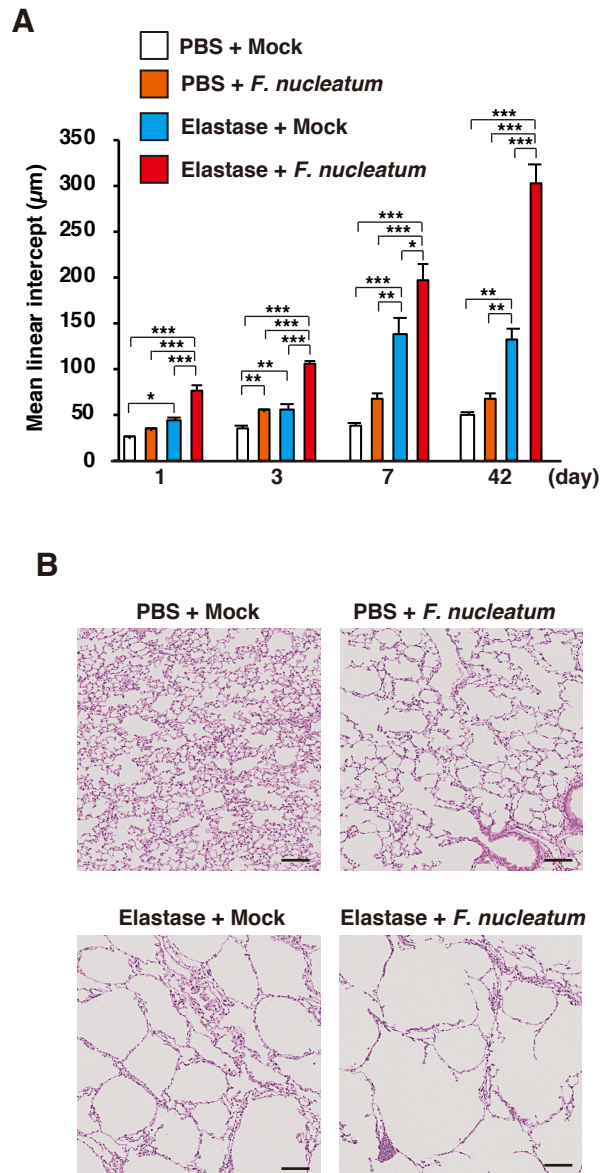 A
PBS + Mock
PBS + F. nucleatum
Elastase + Mock
Elastase + F. nucleatum
Mean linear intercept (µm)
350
300
250
200
150
100
50
0
***
***
***
*
***
***
***
**
**
***
***
*
***
**
***
***
***
**
**
1 3 7 42 (day)
B
PBS + Mock PBS + F. nucleatum
Elastase + Mock Elastase + F. nucleatum